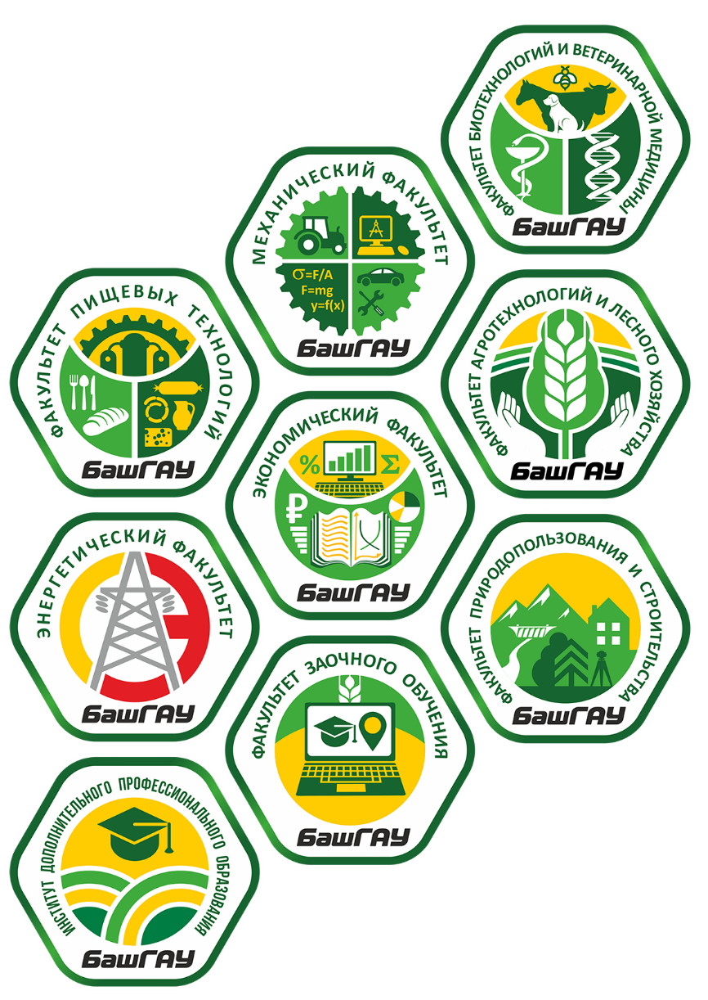 ФАКУЛЬТЕТ БИОТЕХНОЛОГИЙ И ВЕТЕРИНАРНОЙ МЕДИЦИНЫ
БашГАУ
МЕХАНИЧЕСКИЙ ФАКУЛЬТЕТ
σ=F/A
F=mg
y=f(x)
БашГАУ
ФАКУЛЬТЕТ ПИЩЕВЫХ ТЕХНОЛОГИЙ
БашГАУ
ФАКУЛЬТЕТ АГРОТЕХНОЛОГИЙ И ЛЕСНОГО ХОЗЯЙСТВА
БашГАУ
ЭКОНОМИЧЕСКИЙ ФАКУЛЬТЕТ
% Σ
₽
БашГАУ
ЭНЕРГЕТИЧЕСКИЙ ФАКУЛЬТЕТ
БашГАУ
ФАКУЛЬТЕТ ПРИРОДОПОЛЬЗОВАНИЯ И СТРОИТЕЛЬСТВА
БашГАУ
ФАКУЛЬТЕТ ЗАОЧНОГО ОБУЧЕНИЯ
БашГАУ
ИНСТИТУТ ДОПОЛНИТЕЛЬНОГО ПРОФЕССИОНАЛЬНОГО ОБРАЗОВАНИЯ
БашГАУ